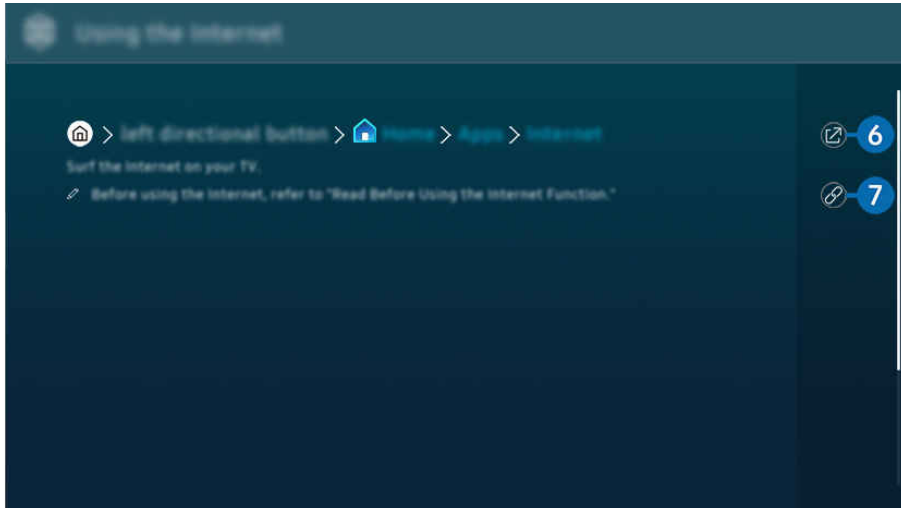 Using the Internet
> left directional button > Home > Apps > Internet
6
Surf the Internet on your TV.
7
Before using the Internet, refer to "Read Before Using the Internet Function."